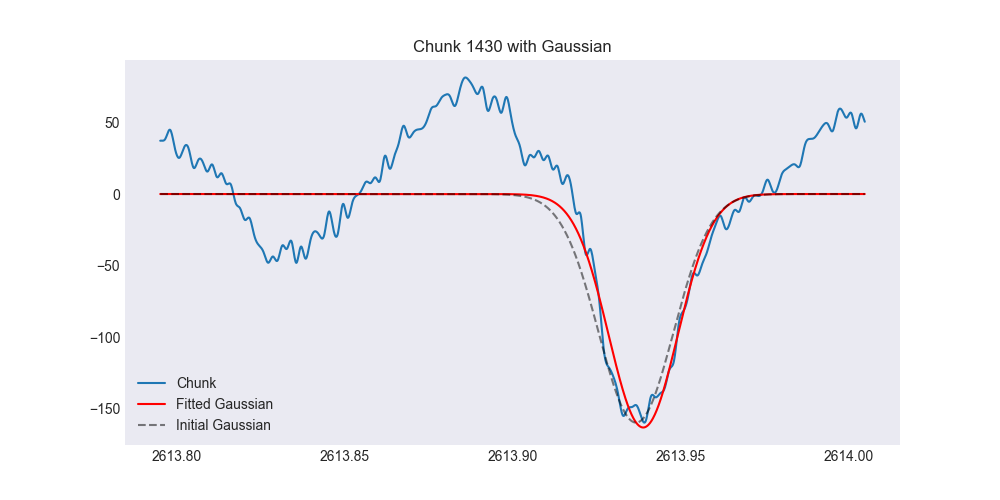 Chunk 1430 with Gaussian
50
0
−50
−100
−150
Chunk
Fitted Gaussian
Initial Gaussian
2613.80 2613.85 2613.90 2613.95 2614.00